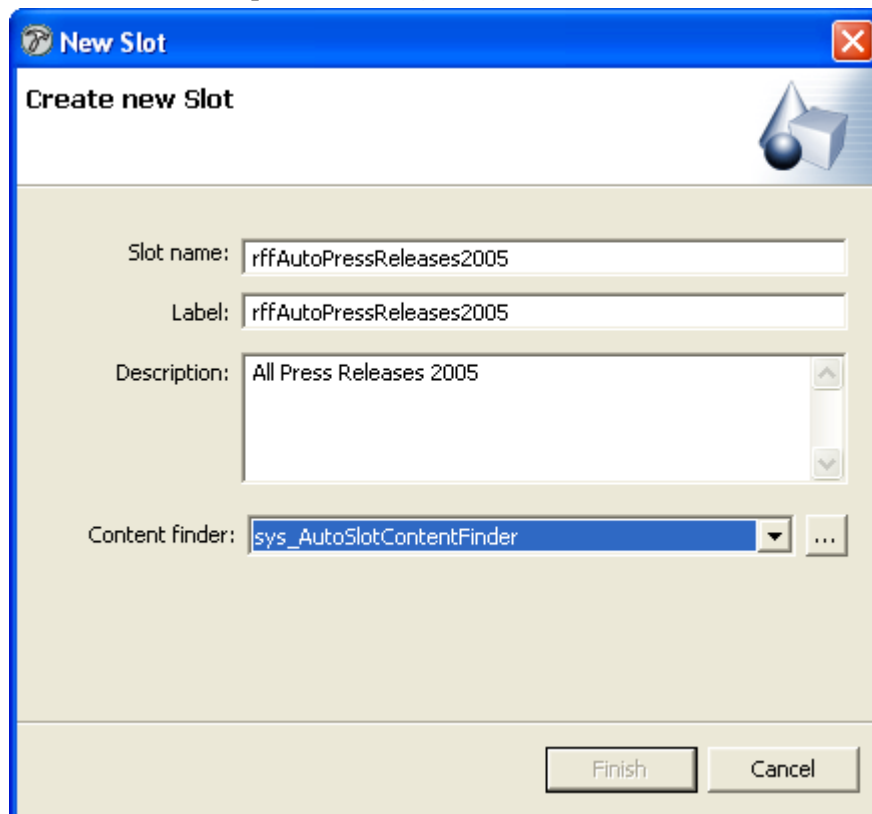 New Slot
Create new Slot
Slot name: rffAutoPressReleases2005
Label: rffAutoPressReleases2005
Description: All Press Releases 2005
Content finder: sys_AutoSlotContentFinder ...
Finish Cancel